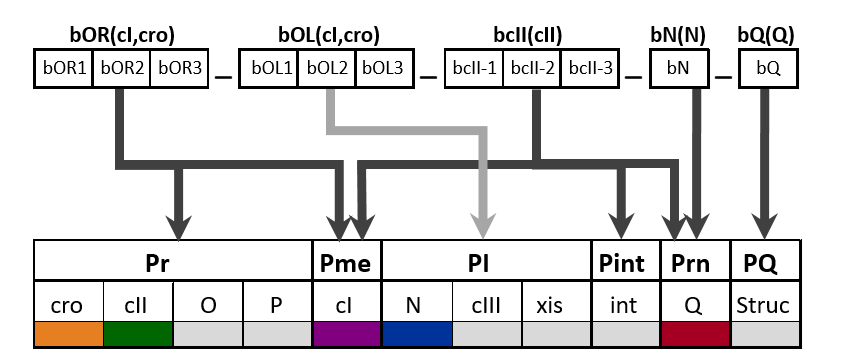 bOR(cI,cro) bOL(cI,cro) bcII(cII) bN(N) bQ(Q)
bOR1 bOR2 bOR3 _ bOL1 bOL2 bOL3 _ bcII-1 bcII-2 bcII-3 _ bN _ bQ
Pr Pme Pl Pint Prn PQ
cro cII O P cI N cIII xis int Q Struc